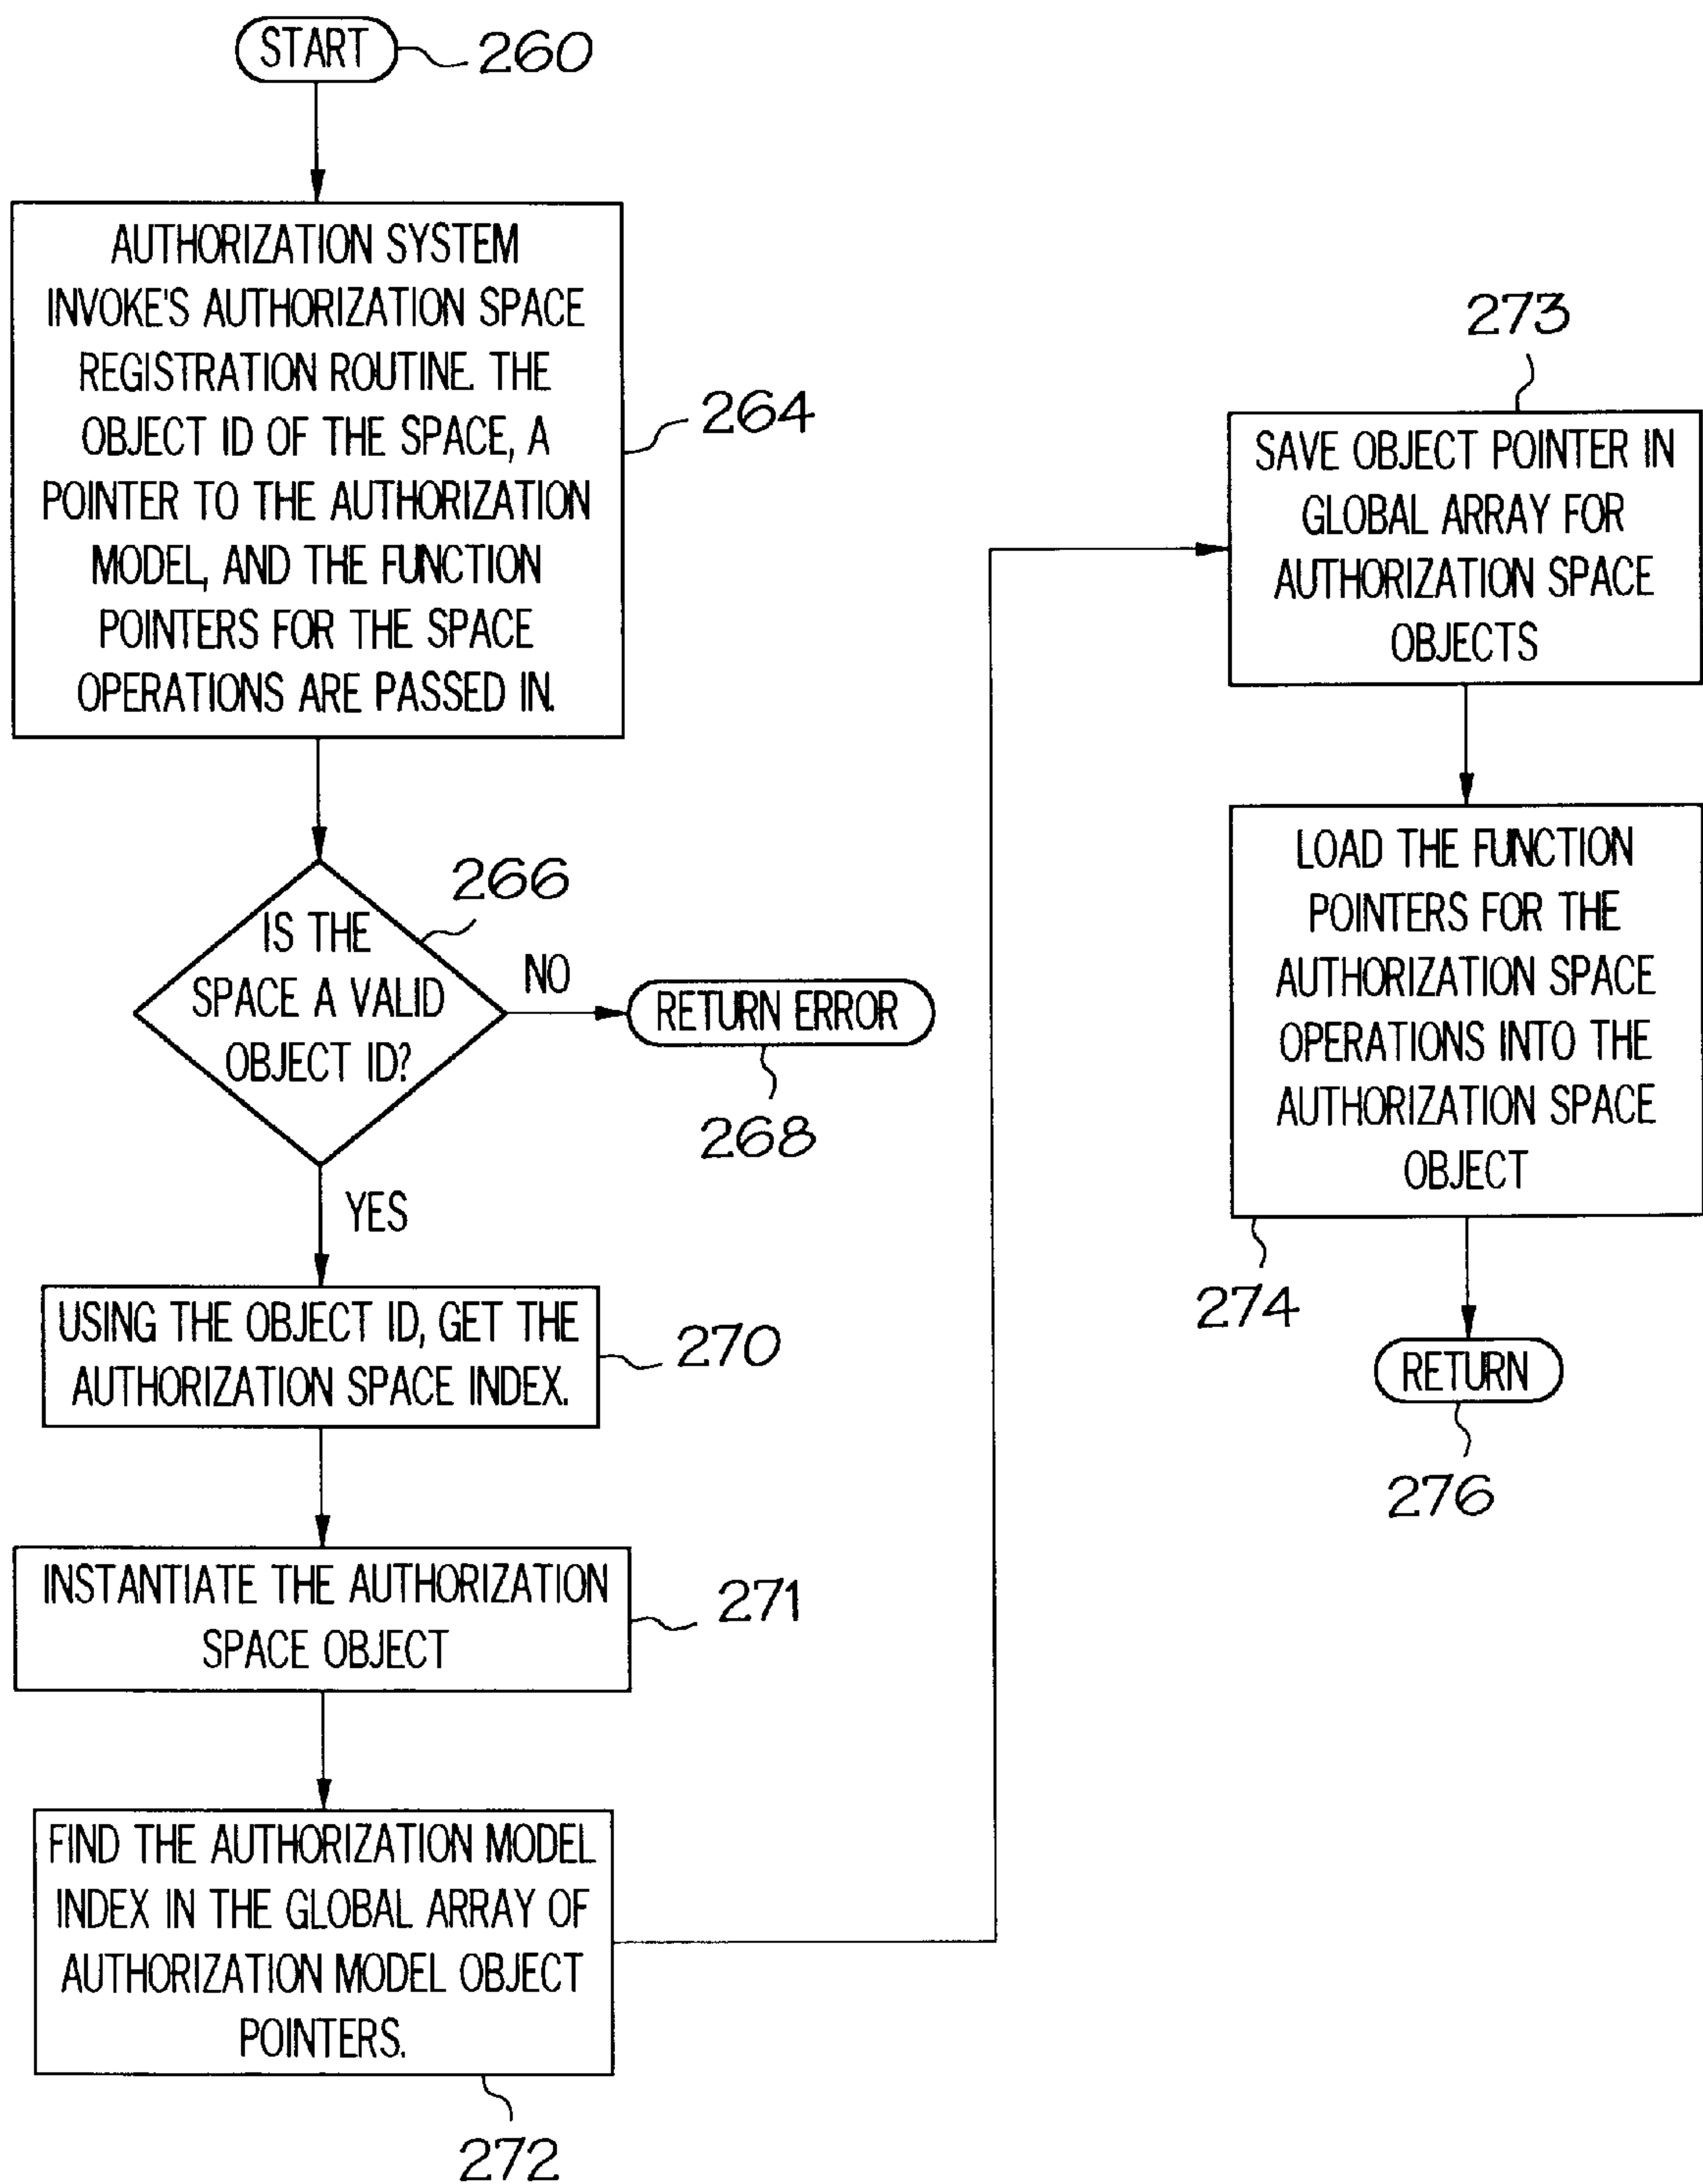 START
260
AUTHORIZATION SYSTEM
INVOKE'S AUTHORIZATION SPACE
REGISTRATION ROUTINE. THE
OBJECT ID OF THE SPACE, A
POINTER TO THE AUTHORIZATION
MODEL, AND THE FUNCTION
POINTERS FOR THE SPACE
OPERATIONS ARE PASSED IN.
264
266
IS THE
SPACE A VALID
OBJECT ID?
NO
RETURN ERROR
268
YES
USING THE OBJECT ID, GET THE
AUTHORIZATION SPACE INDEX.
270
INSTANTIATE THE AUTHORIZATION
SPACE OBJECT
271
FIND THE AUTHORIZATION MODEL
INDEX IN THE GLOBAL ARRAY OF
AUTHORIZATION MODEL OBJECT
POINTERS.
272
273
SAVE OBJECT POINTER IN
GLOBAL ARRAY FOR
AUTHORIZATION SPACE
OBJECTS
LOAD THE FUNCTION
POINTERS FOR THE
AUTHORIZATION SPACE
OPERATIONS INTO THE
AUTHORIZATION SPACE
OBJECT
274
RETURN
276